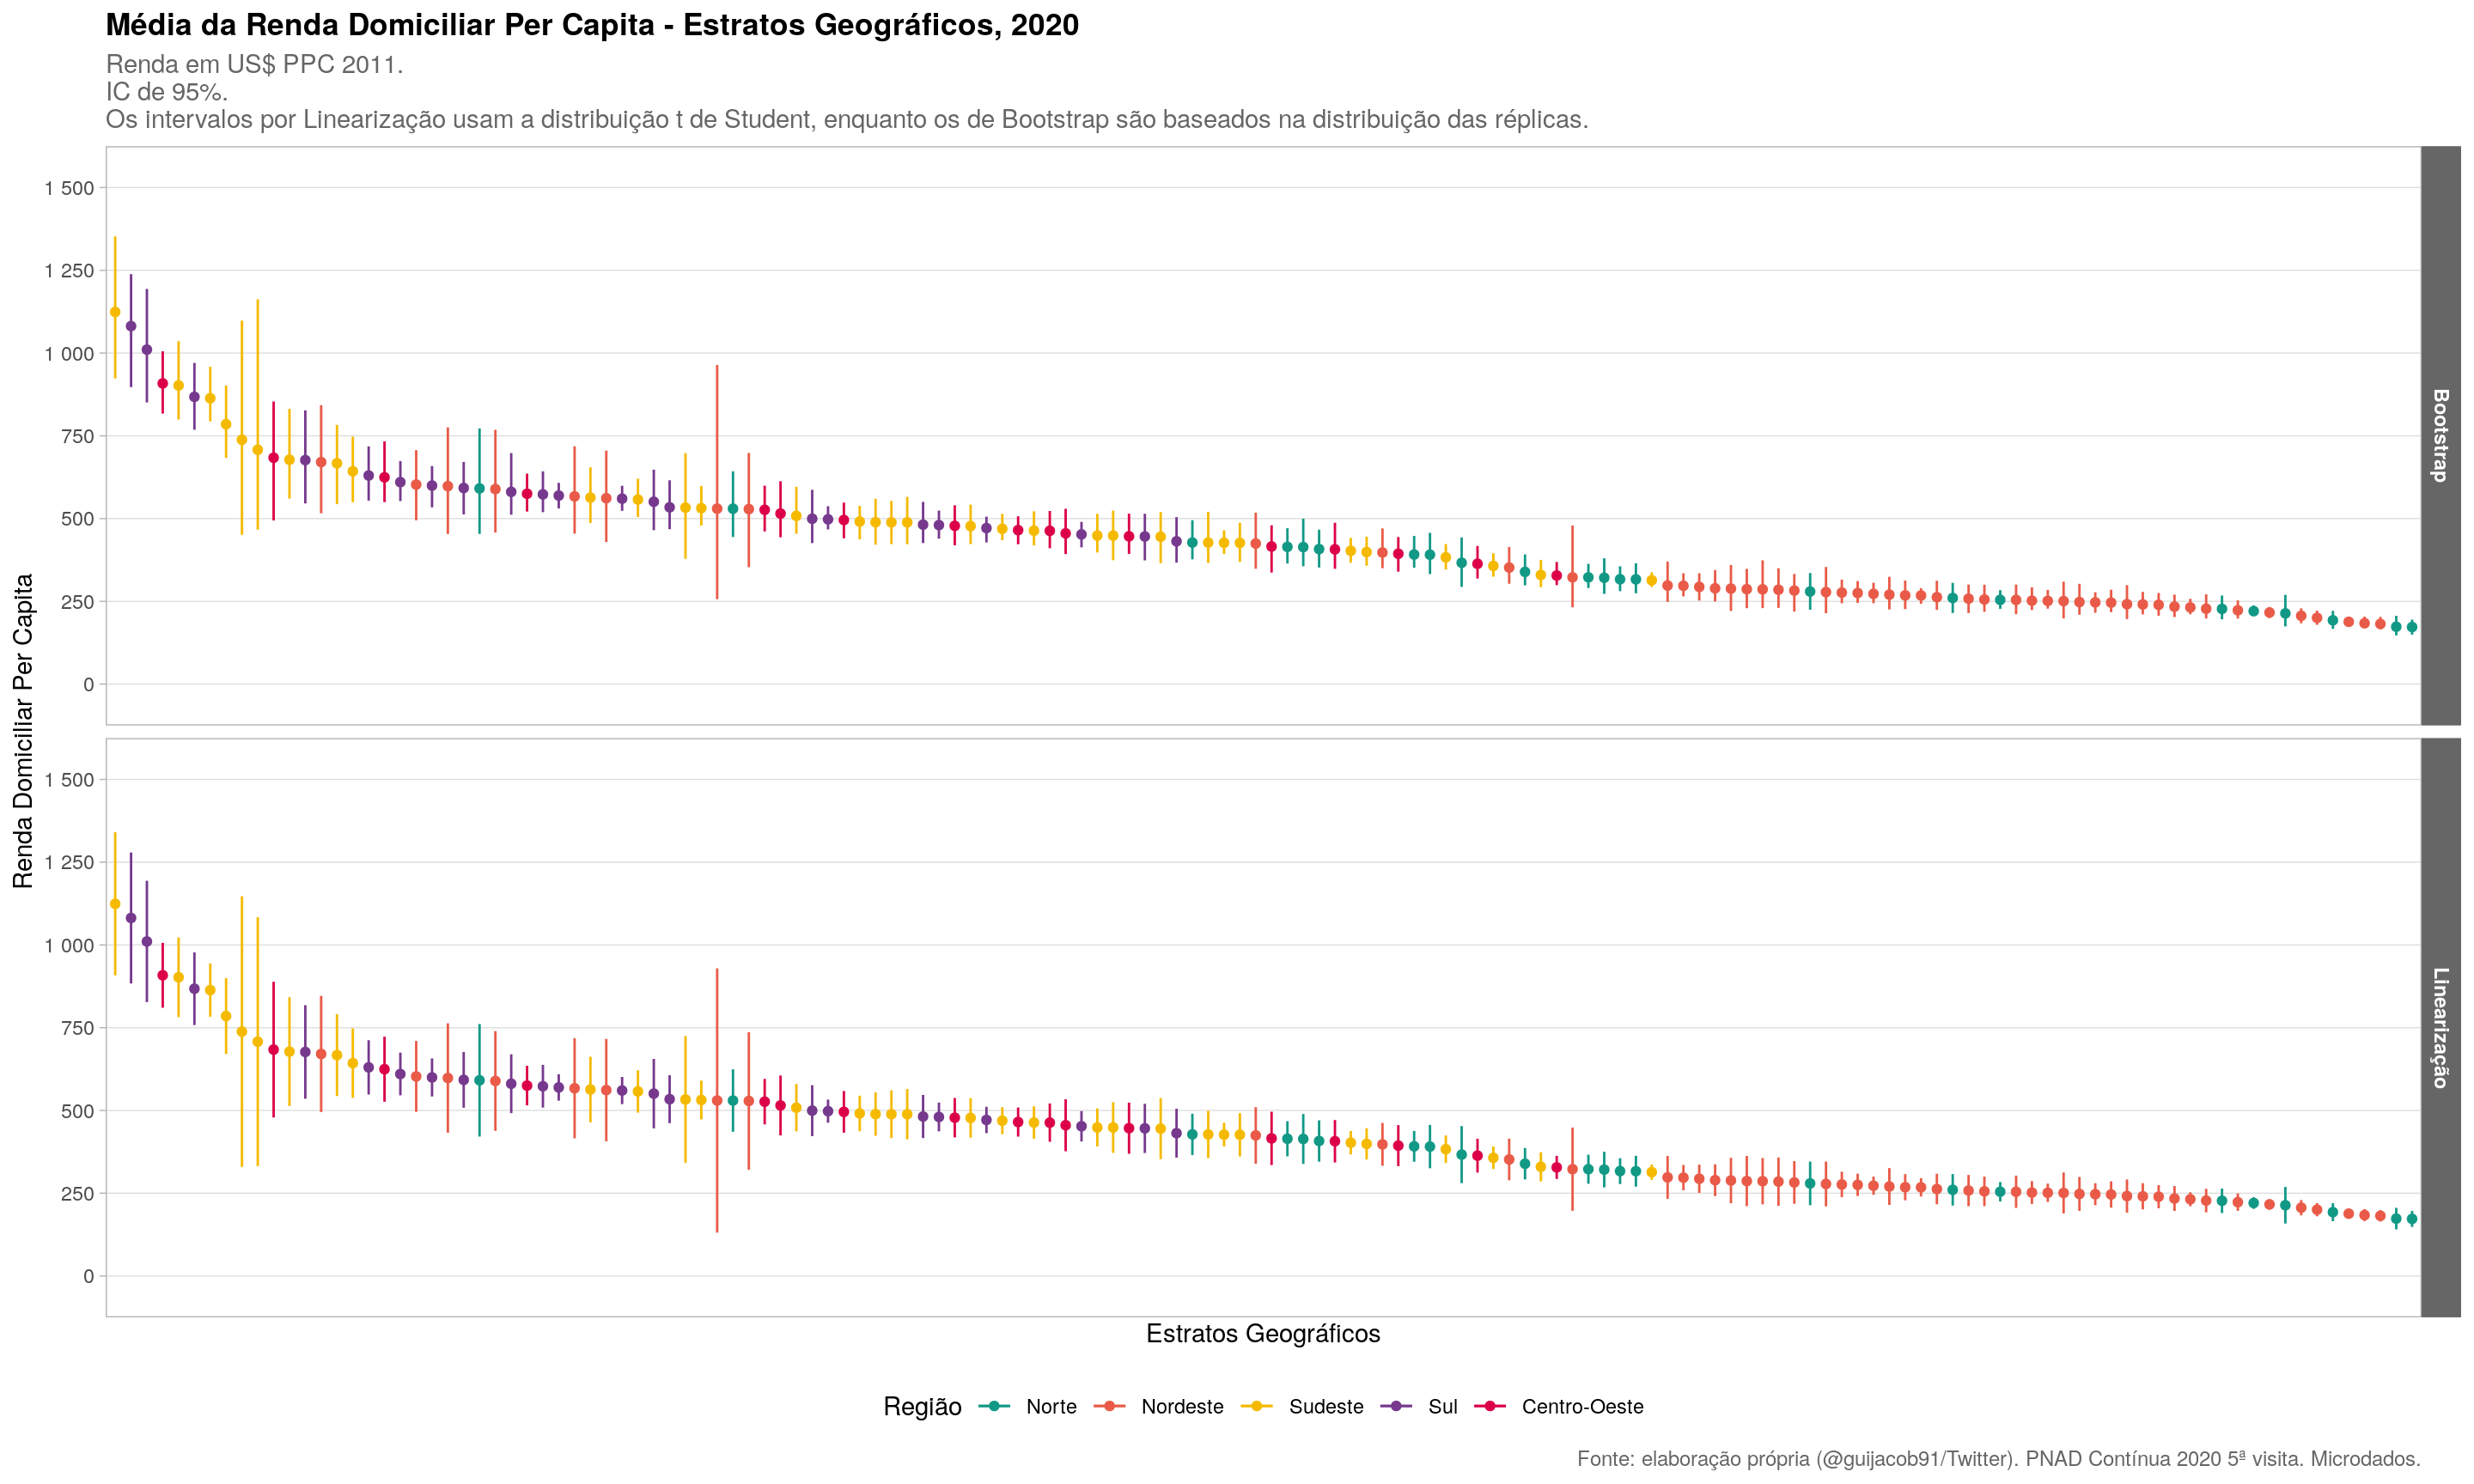 Média da Renda Domiciliar Per Capita - Estratos Geográficos, 2020
Renda em US$ PPC 2011.
IC de 95%.
Os intervalos por Linearização usam a distribuição t de Student, enquanto os de Bootstrap são baseados na distribuição das réplicas.
Renda Domiciliar Per Capita
1 500
1 250
1 000
750
500
250
0
Bootstrap
1 500
1 250
1 000
750
500
250
0
Linearização
Estratos Geográficos
Região Norte Nordeste Sudeste Sul Centro-Oeste
Fonte: elaboração própria (@guijacob91/Twitter). PNAD Contínua 2020 5ª visita. Microdados.